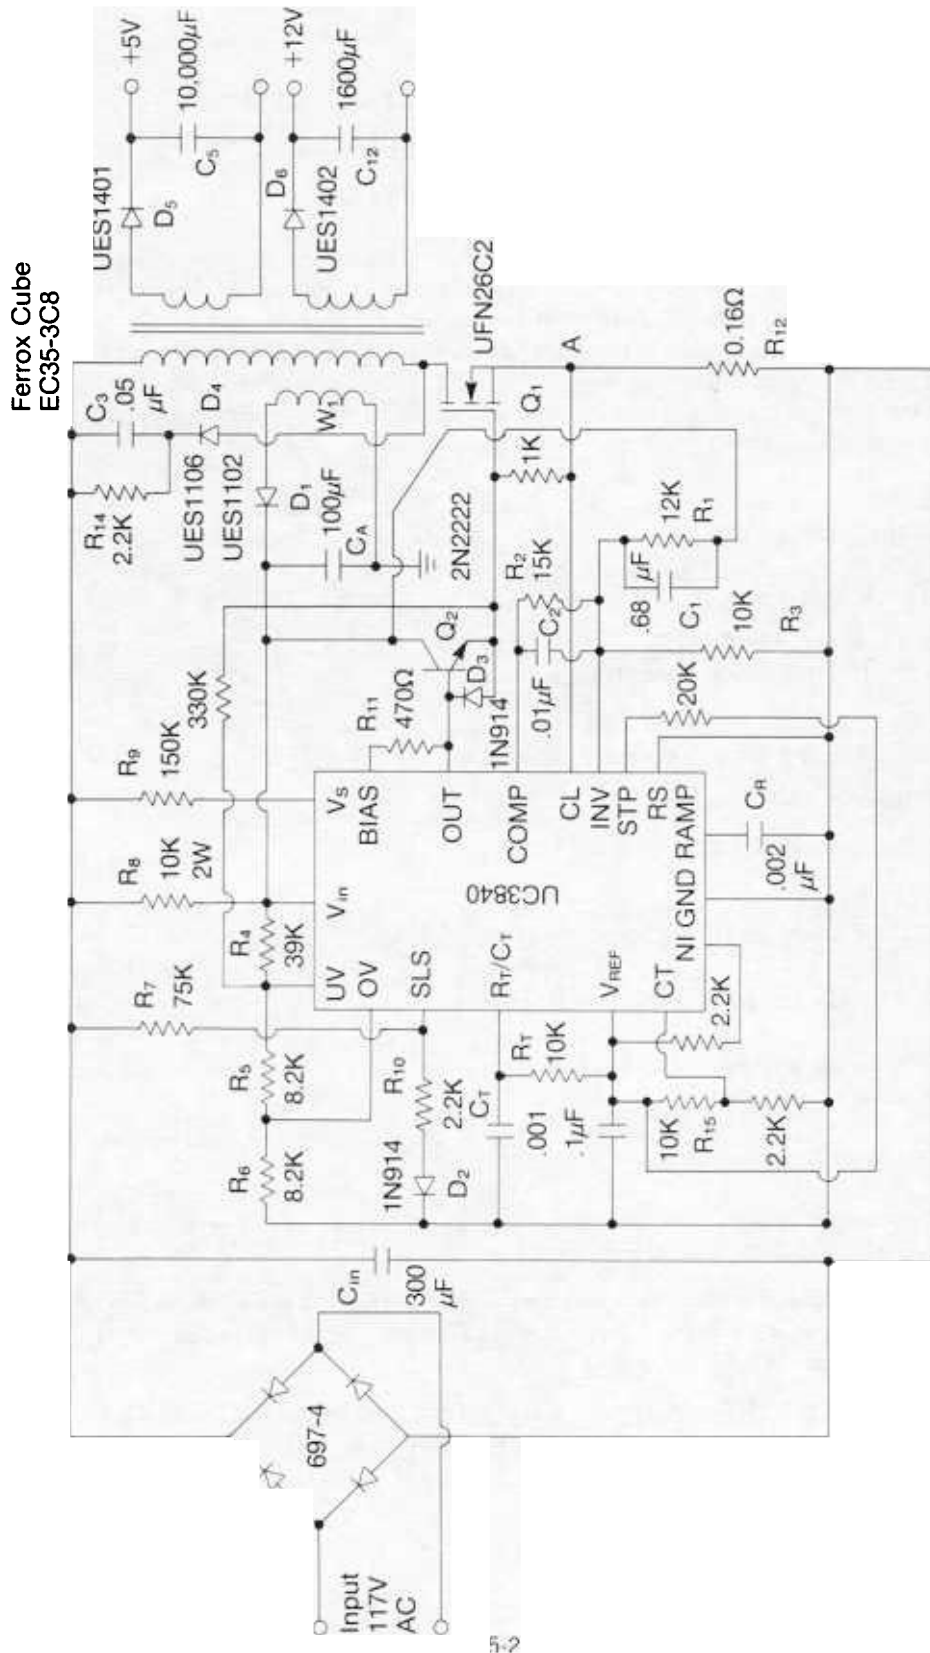 Ferrox Cube
EC35-3C8
UES1401
D5
+5V
10,000μF
C5
D6
UES1402
+12V
1600μF
C12
C3
.05
μF
D4
R14
2.2K
UES1106
UES1102
D1
W1
100μF
CA
2N2222
Q2
UFN26C2
Q1
A
0.16Ω
R12
1K
R9
150K
330K
R8
10K
2W
R7
75K
R4
39K
R5
8.2K
R6
8.2K
R11
470Ω
D3
1N914
R2
15K
C2
.01μF
.68
μF
C1
12K
R1
10K
R3
20K
UV
OV
Vin
VS
BIAS
SLS
OUT
COMP
UC3840
RT/CT
CL
INV
STP
RS
VREF
CT
NI GND RAMP
R10
2.2K
1N914
D2
CT
.001
RT
10K
.1μF
10K
R15
2.2K
2.2K
CR
.002
μF
Cin
300
μF
697-4
Input
117V
AC
5-2